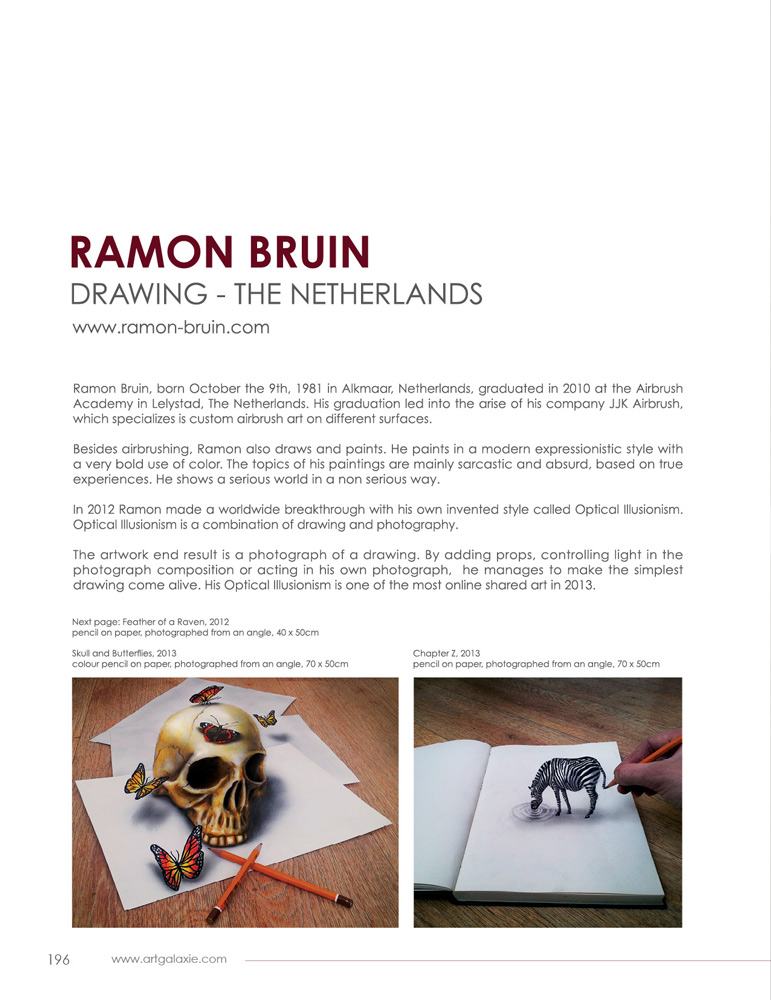 RAMON BRUIN
DRAWING - THE NETHERLANDS
www.ramon-bruin.com
Ramon Bruin, born October the 9th, 1981 in Alkmaar, Netherlands, graduated in 2010 at the Airbrush
Academy in Lelystad, The Netherlands. His graduation led into the arise of his company JJK Airbrush,
which specializes is custom airbrush art on different surfaces.
Besides airbrushing, Ramon also draws and paints. He paints in a modern expressionistic style with
a very bold use of color. The topics of his paintings are mainly sarcastic and absurd, based on true
experiences. He shows a serious world in a non serious way.
In 2012 Ramon made a worldwide breakthrough with his own invented style called Optical Illusionism.
Optical Illusionism is a combination of drawing and photography.
The artwork end result is a photograph of a drawing. By adding props, controlling light in the
photograph composition or acting in his own photograph, he manages to make the simplest
drawing come alive. His Optical Illusionism is one of the most online shared art in 2013.
Next page: Feather of a Raven, 2012
pencil on paper, photographed from an angle, 40 x 50cm
Skull and Butterflies, 2013
colour pencil on paper, photographed from an angle, 70 x 50cm
Chapter Z, 2013
pencil on paper, photographed from an angle, 70 x 50cm
196
www.artgalaxie.com